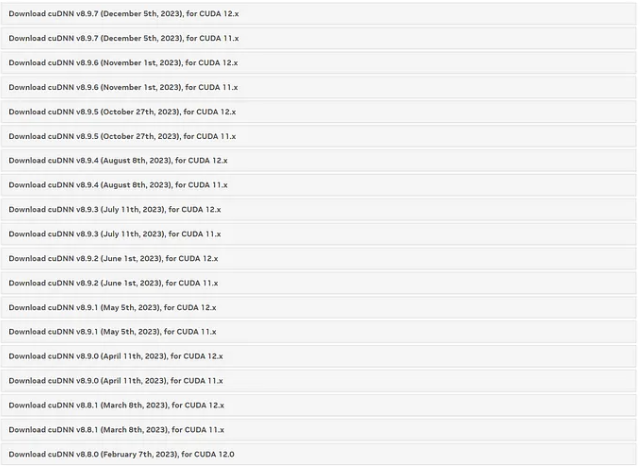 Download cuDNN v8.9.7 (December 5th, 2023), for CUDA 12.x
Download cuDNN v8.9.7 (December 5th, 2023), for CUDA 11.x
Download cuDNN v8.9.6 (November 1st, 2023), for CUDA 12.x
Download cuDNN v8.9.6 (November 1st, 2023), for CUDA 11.x
Download cuDNN v8.9.5 (October 27th, 2023), for CUDA 12.x
Download cuDNN v8.9.5 (October 27th, 2023), for CUDA 11.x
Download cuDNN v8.9.4 (August 8th, 2023), for CUDA 12.x
Download cuDNN v8.9.4 (August 8th, 2023), for CUDA 11.x
Download cuDNN v8.9.3 (July 11th, 2023), for CUDA 12.x
Download cuDNN v8.9.3 (July 11th, 2023), for CUDA 11.x
Download cuDNN v8.9.2 (June 1st, 2023), for CUDA 12.x
Download cuDNN v8.9.2 (June 1st, 2023), for CUDA 11.x
Download cuDNN v8.9.1 (May 5th, 2023), for CUDA 12.x
Download cuDNN v8.9.1 (May 5th, 2023), for CUDA 11.x
Download cuDNN v8.9.0 (April 11th, 2023), for CUDA 12.x
Download cuDNN v8.9.0 (April 11th, 2023), for CUDA 11.x
Download cuDNN v8.8.1 (March 8th, 2023), for CUDA 12.x
Download cuDNN v8.8.1 (March 8th, 2023), for CUDA 11.x
Download cuDNN v8.8.0 (February 7th, 2023), for CUDA 12.0